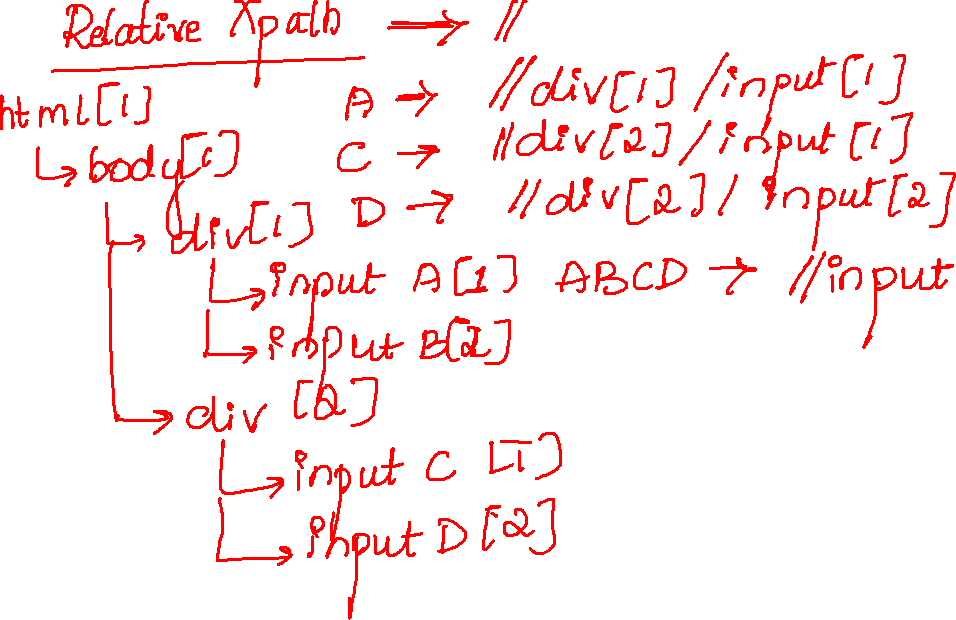 Relative Xpath → //
html[1] A → //div[1]/input[1]
↳ body[1] C → //div[2]/input[1]
↳ div[1] D → //div[2]/input[2]
↳ input A[1] ABCD → //input
↳ input B[2]
↳ div [2]
↳ input C [1]
↳ input D [2]